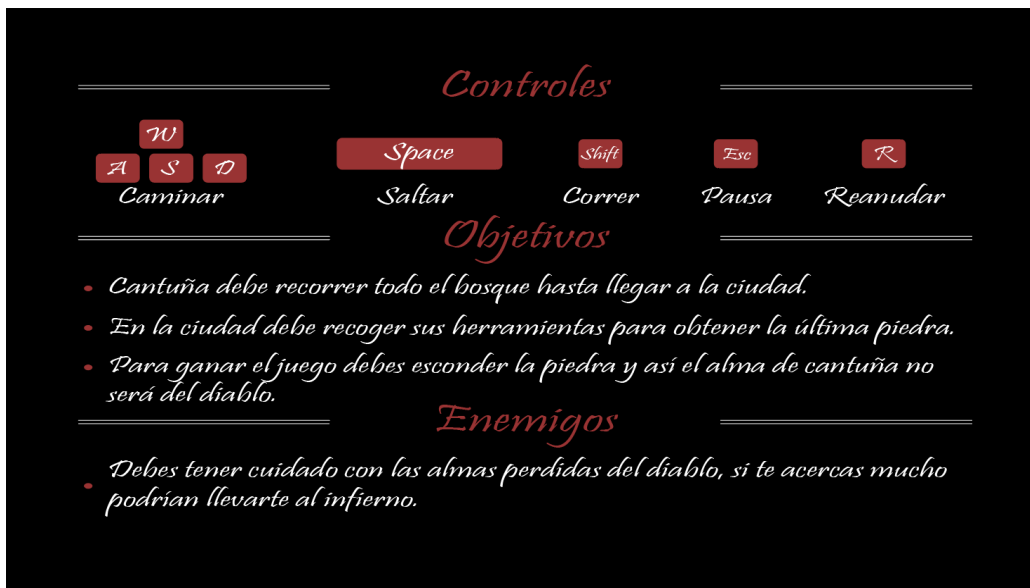 Controles
W
A S D
Space
Shift
Esc
R
Caminar
Saltar
Correr
Pausa
Reanudar
Objetivos
Cantuña debe recorrer todo el bosque hasta llegar a la ciudad.
En la ciudad debe recoger sus herramientas para obtener la última piedra.
Para ganar el juego debes esconder la piedra y así el alma de cantuña no
será del diablo.
Enemigos
Debes tener cuidado con las almas perdidas del diablo, si te acercas mucho
podrían llevarte al infierno.